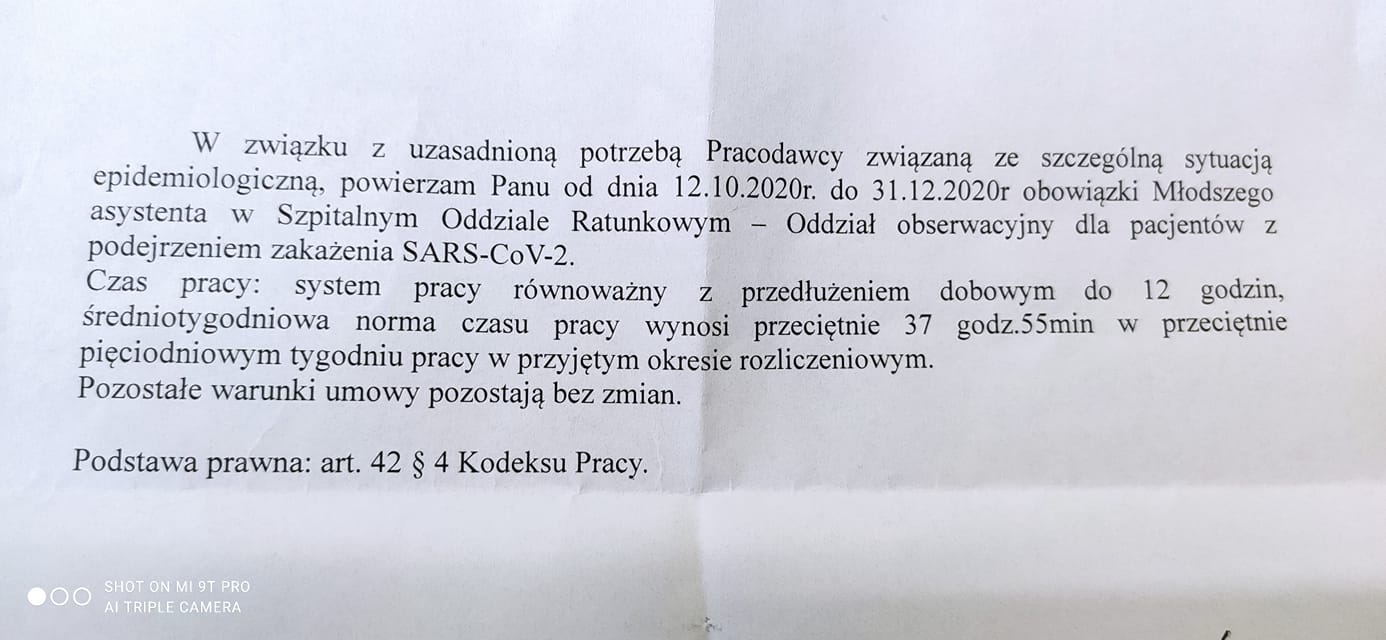 W związku z uzasadnioną potrzebą Pracodawcy związaną ze szczególną sytuacją
epidemiologiczną, powierzam Panu od dnia 12.10.2020r. do 31.12.2020r obowiązki Młodszego
asystenta w Szpitalnym Oddziale Ratunkowym – Oddział obserwacyjny dla pacjentów z
podejrzeniem zakażenia SARS-CoV-2.
Czas pracy: system pracy równoważny z przedłużeniem dobowym do 12 godzin,
średniotygodniowa norma czasu pracy wynosi przeciętnie 37 godz.55min w przeciętnie
pięciodniowym tygodniu pracy w przyjętym okresie rozliczeniowym.
Pozostałe warunki umowy pozostają bez zmian.
Podstawa prawna: art. 42 § 4 Kodeksu Pracy.
SHOT ON MI 9T PRO
AI TRIPLE CAMERA